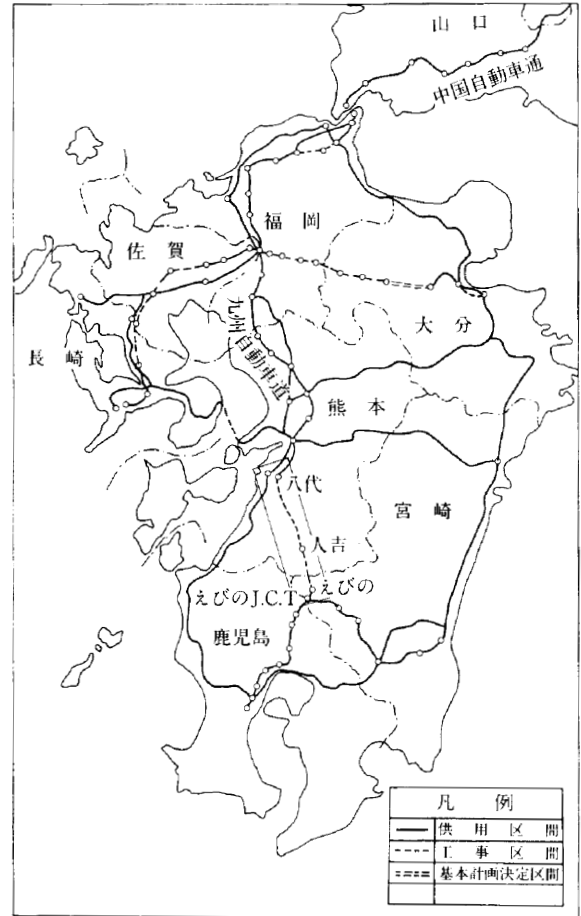 山口
中国自動車通
福岡
佐賀
大分
長崎
九州自動車道
熊本
八代
宮崎
人吉
えびの
えびのJ.C.T
鹿児島
凡例
供用区間
工事区間
基本計画決定区間